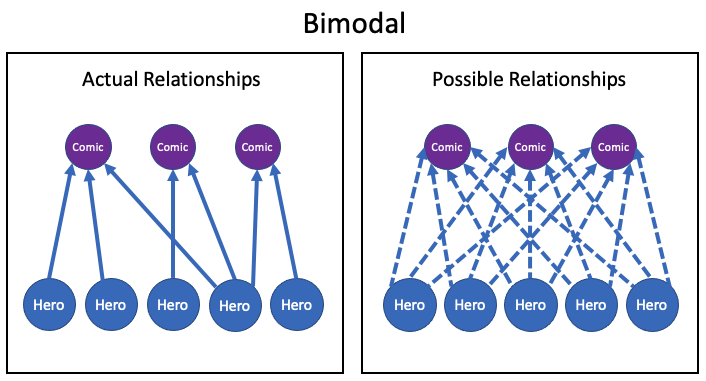 Bimodal
Actual Relationships
Comic Comic Comic
Hero Hero Hero Hero Hero
Possible Relationships
Comic Comic Comic
Hero Hero Hero Hero Hero